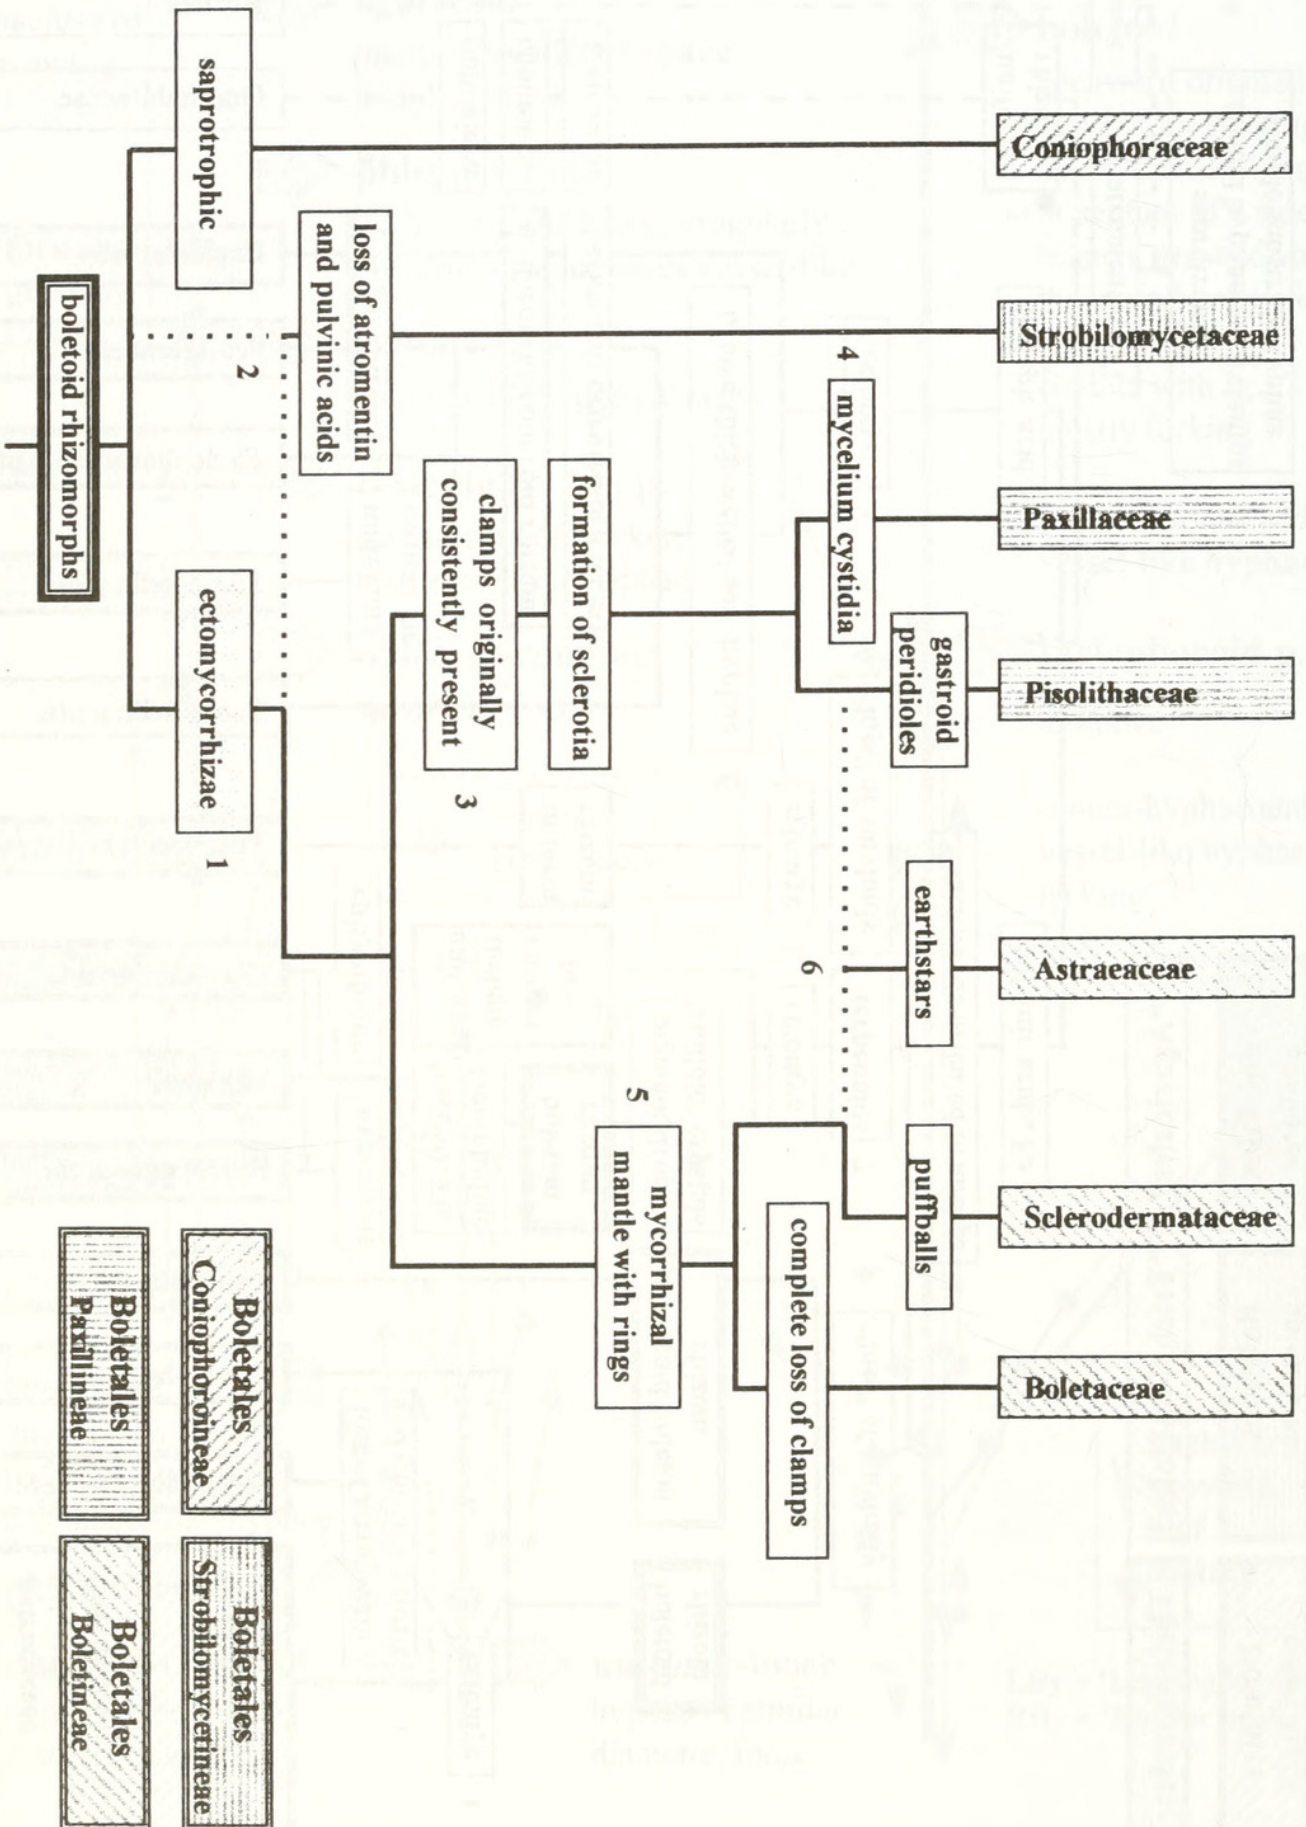 Coniophoraceae
Strobilomycetaceae
Paxillaceae
Pisolithaceae
Astraeaceae
Sclerodermataceae
Boletaceae
gastroid
peridioles
earthstars
puffballs
4
mycelium cystidia
6
complete loss of clamps
5
mycorrhizal
mantle with rings
formation of sclerotia
clamps originally
consistently present
3
loss of atromentin
and pulvinic acids
2
saprotrophic
ectomycorrhizae
1
boletoid rhizomorphs
Boletales
Coniophoroineae
Boletales
Strobilomycetineae
Boletales
Paxillineae
Boletales
Boletineae